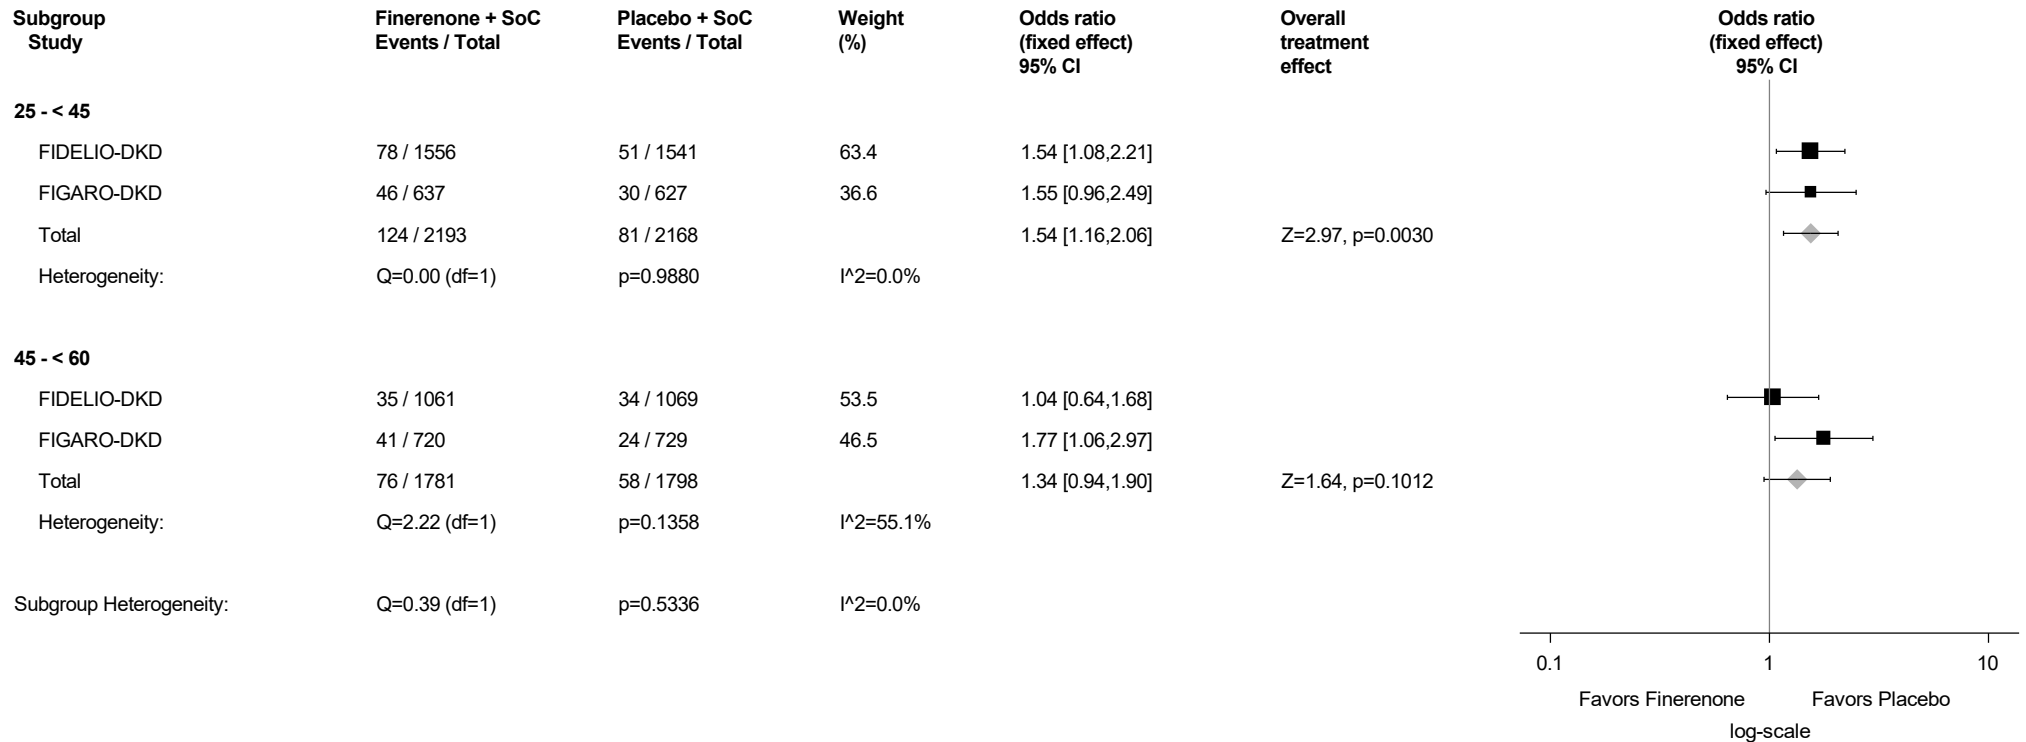 Subgroup Finerenone + SoC Placebo + SoC Weight Odds ratio Overall Odds ratio
Study Events / Total Events / Total (%) (fixed effect) treatment (fixed effect)
95% CI effect 95% CI
25 - < 45
FIDELIO-DKD 78 / 1556 51 / 1541 63.4 1.54 [1.08,2.21]
FIGARO-DKD 46 / 637 30 / 627 36.6 1.55 [0.96,2.49]
Total 124 / 2193 81 / 2168 1.54 [1.16,2.06] Z=2.97, p=0.0030
Heterogeneity: Q=0.00 (df=1) p=0.9880 I^2=0.0%
45 - < 60
FIDELIO-DKD 35 / 1061 34 / 1069 53.5 1.04 [0.64,1.68]
FIGARO-DKD 41 / 720 24 / 729 46.5 1.77 [1.06,2.97]
Total 76 / 1781 58 / 1798 1.34 [0.94,1.90] Z=1.64, p=0.1012
Heterogeneity: Q=2.22 (df=1) p=0.1358 I^2=55.1%
Subgroup Heterogeneity: Q=0.39 (df=1) p=0.5336 I^2=0.0%
0.1 1 10
Favors Finerenone Favors Placebo
log-scale